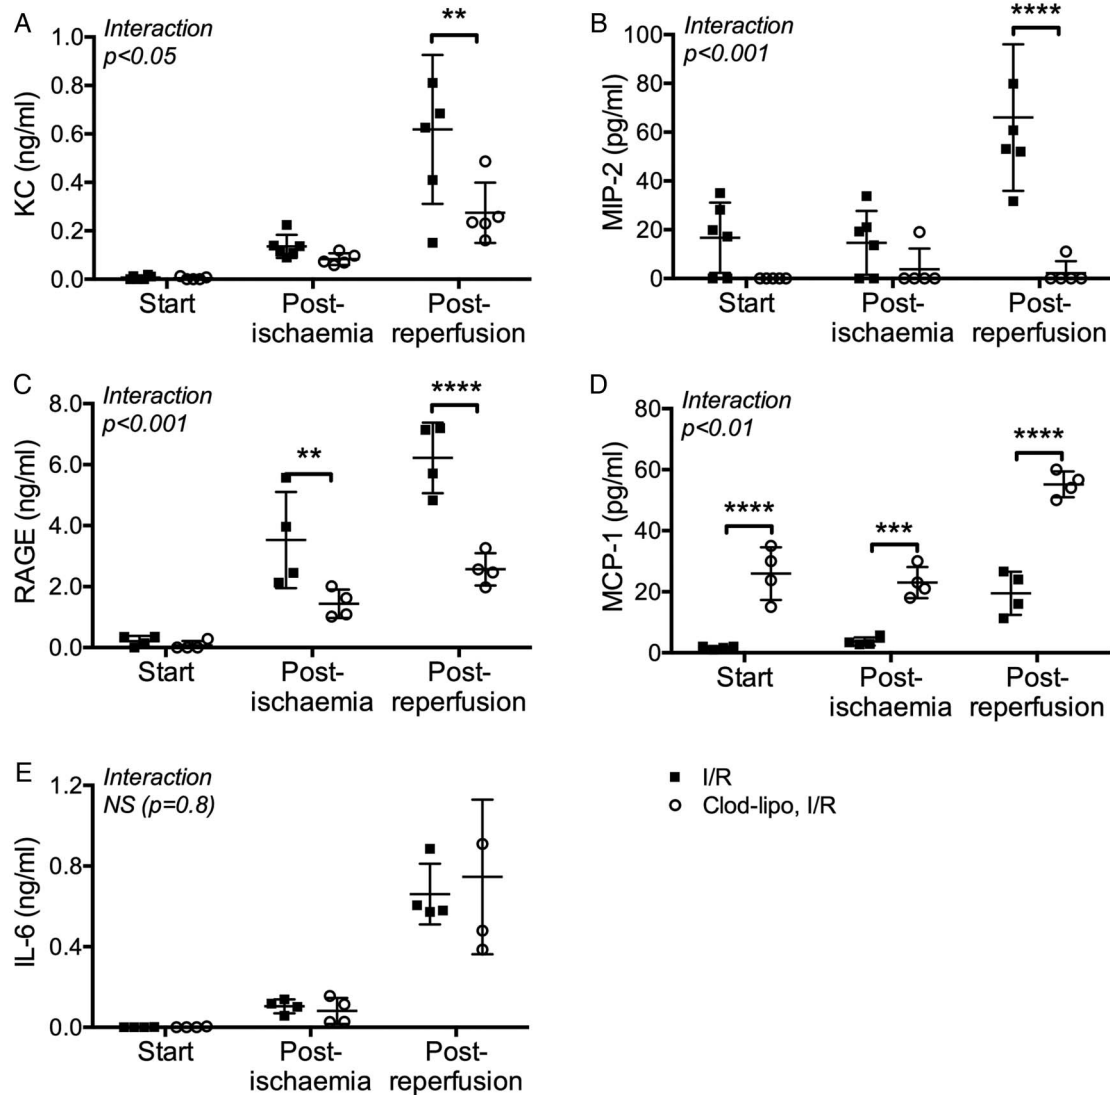 A
Interaction
p<0.05
**
KC (ng/ml)
1.0
0.8
0.6
0.4
0.2
0.0
Start
Post-
ischaemia
Post-
reperfusion
B
Interaction
p<0.001
****
MIP-2 (pg/ml)
100
80
60
40
20
0
Start
Post-
ischaemia
Post-
reperfusion
C
Interaction
p<0.001
**
****
RAGE (ng/ml)
8.0
6.0
4.0
2.0
0.0
Start
Post-
ischaemia
Post-
reperfusion
D
Interaction
p<0.01
****
***
****
MCP-1 (pg/ml)
80
60
40
20
0
Start
Post-
ischaemia
Post-
reperfusion
E
Interaction
NS (p=0.8)
IL-6 (ng/ml)
1.2
0.8
0.4
0.0
Start
Post-
ischaemia
Post-
reperfusion
I/R
Clod-lipo, I/R